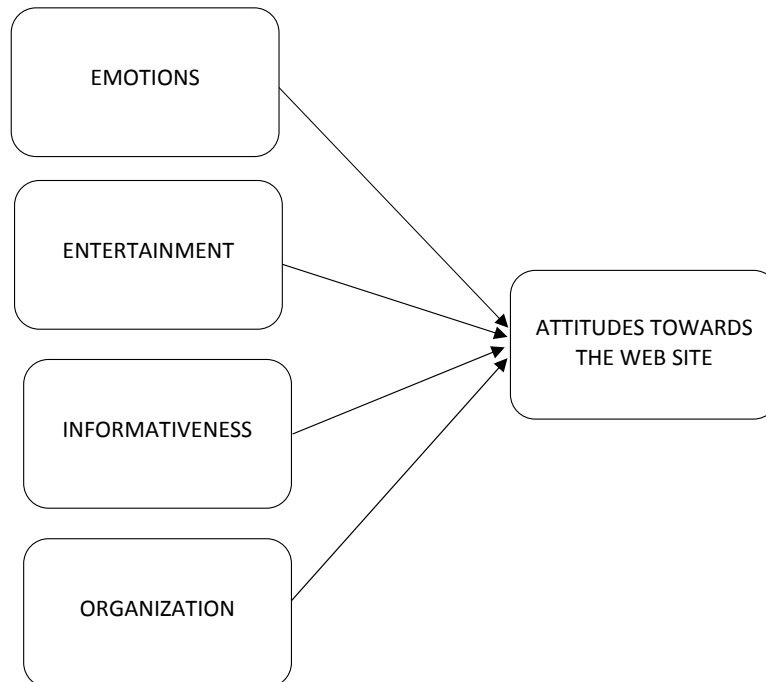 EMOTIONS
ENTERTAINMENT
ATTITUDES TOWARDS
THE WEB SITE
INFORMATIVENESS
ORGANIZATION